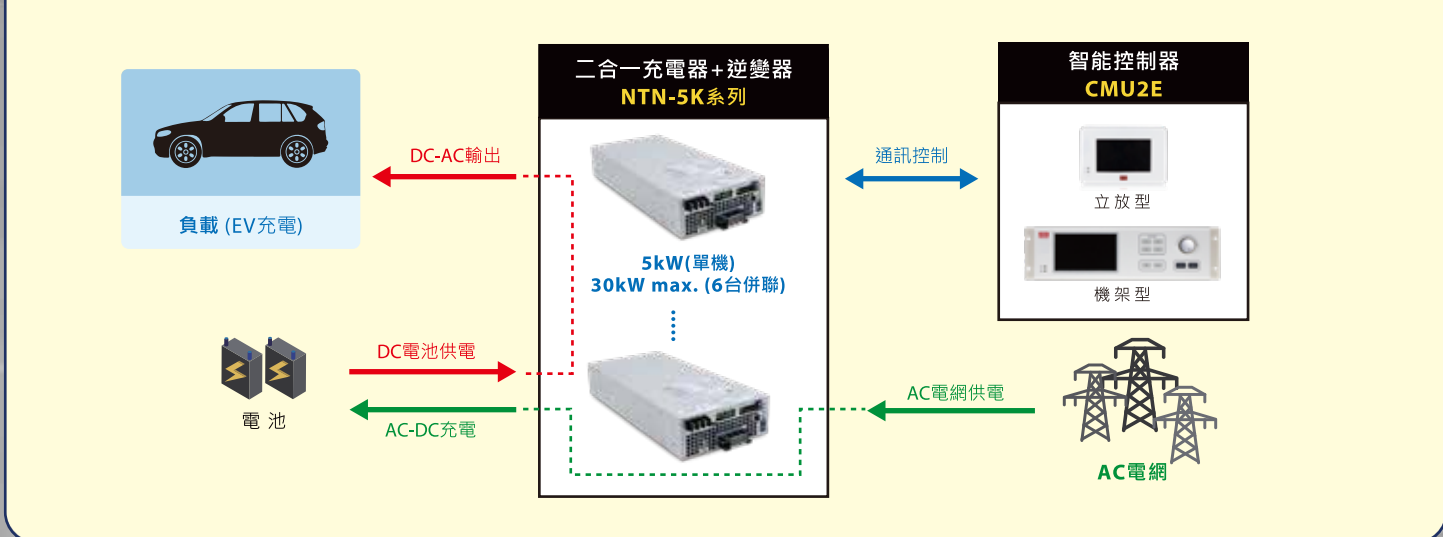 二合一充電器+逆變器
NTN-5K系列
智能控制器
CMU2E
DC-AC輸出
負載 (EV充電)
5kW(單機)
30kW max. (6台併聯)
通訊控制
立放型
機架型
DC電池供電
電池
AC-DC充電
AC電網供電
AC電網